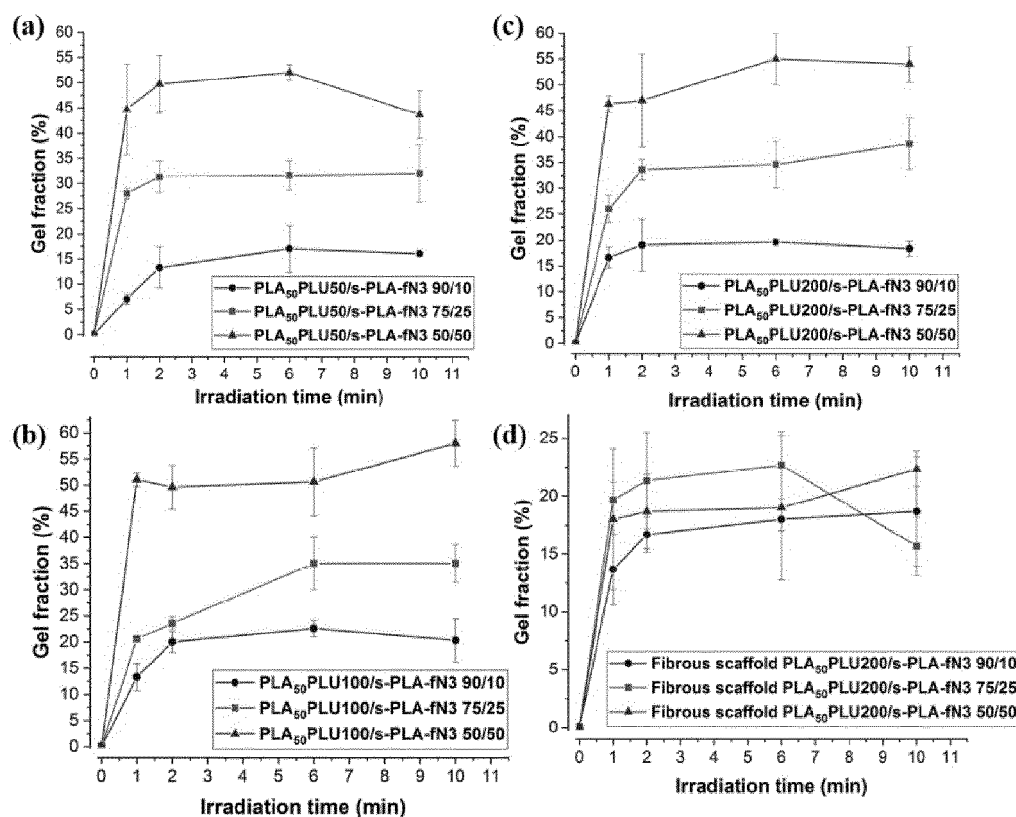 (a)
60
55
50
45
40
35
30
25
20
15
10
5
0
Gel fraction (%)
PLA50PLU50/s-PLA-fN3 90/10
PLA50PLU50/s-PLA-fN3 75/25
PLA50PLU50/s-PLA-fN3 50/50
0 1 2 3 4 5 6 7 8 9 10 11
Irradiation time (min)
(c)
60
55
50
45
40
35
30
25
20
15
10
5
0
Gel fraction (%)
PLA50PLU200/s-PLA-fN3 90/10
PLA50PLU200/s-PLA-fN3 75/25
PLA50PLU200/s-PLA-fN3 50/50
0 1 2 3 4 5 6 7 8 9 10 11
Irradiation time (min)
(b)
60
55
50
45
40
35
30
25
20
15
10
5
0
Gel fraction (%)
PLA50PLU100/s-PLA-fN3 90/10
PLA50PLU100/s-PLA-fN3 75/25
PLA50PLU100/s-PLA-fN3 50/50
0 1 2 3 4 5 6 7 8 9 10 11
Irradiation time (min)
(d)
25
20
15
10
5
0
Gel fraction (%)
Fibrous scaffold PLA50PLU200/s-PLA-fN3 90/10
Fibrous scaffold PLA50PLU200/s-PLA-fN3 75/25
Fibrous scaffold PLA50PLU200/s-PLA-fN3 50/50
0 1 2 3 4 5 6 7 8 9 10 11
Irradiation time (min)